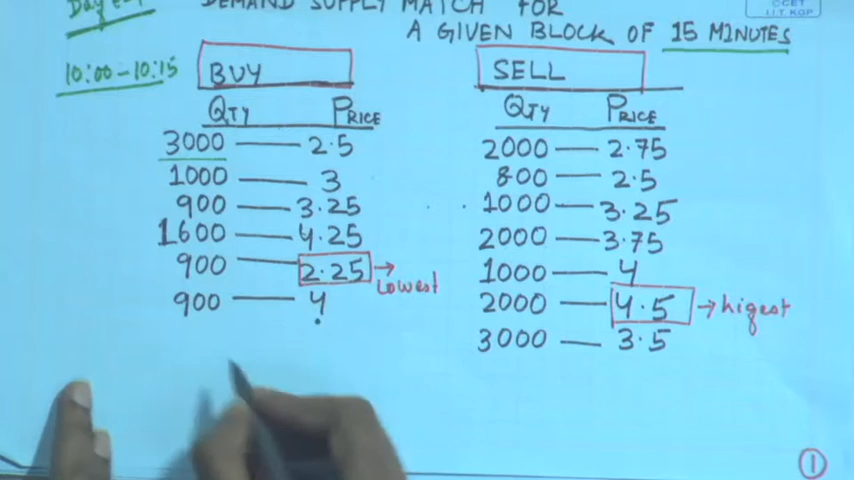 Day
DEMAND SUPPLY MATCH FOR
A GIVEN BLOCK OF 15 MINUTES
CCET
I.I.T. KGP
10:00-10:15
BUY
QTY PRICE
3000 — 2.5
1000 — 3
900 — 3.25
1600 — 4.25
900 — 2.25 → lowest
900 — 4
SELL
QTY PRICE
2000 — 2.75
800 — 2.5
1000 — 3.25
2000 — 3.75
1000 — 4
2000 — 4.5 → higest
3000 — 3.5
1